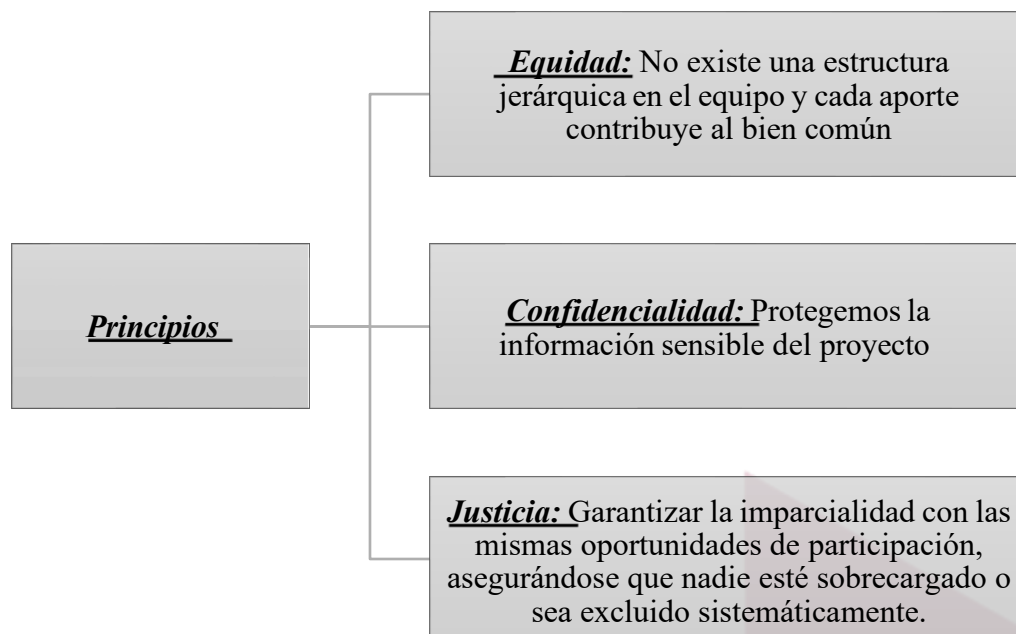 Principios
Equidad: No existe una estructura
jerárquica en el equipo y cada aporte
contribuye al bien común
Confidencialidad: Protegemos la
información sensible del proyecto
Justicia: Garantizar la imparcialidad con las
mismas oportunidades de participación,
asegurándose que nadie esté sobrecargado o
sea excluido sistemáticamente.